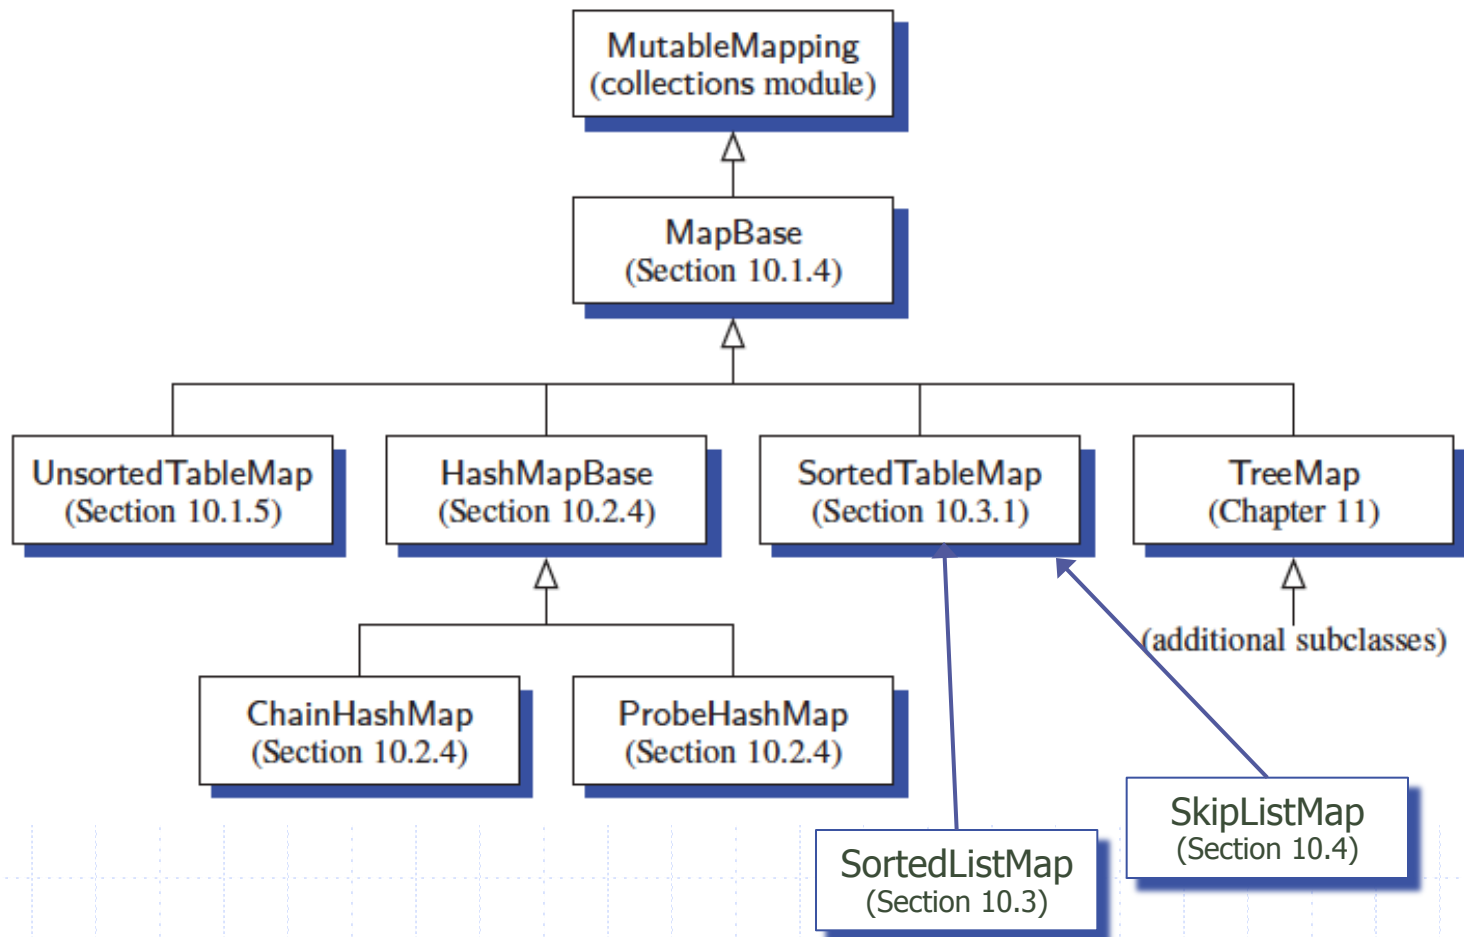 MutableMapping
(collections module)
MapBase
(Section 10.1.4)
UnsortedTableMap
(Section 10.1.5)
HashMapBase
(Section 10.2.4)
SortedTableMap
(Section 10.3.1)
TreeMap
(Chapter 11)
(additional subclasses)
ChainHashMap
(Section 10.2.4)
ProbeHashMap
(Section 10.2.4)
SortedListMap
(Section 10.3)
SkipListMap
(Section 10.4)